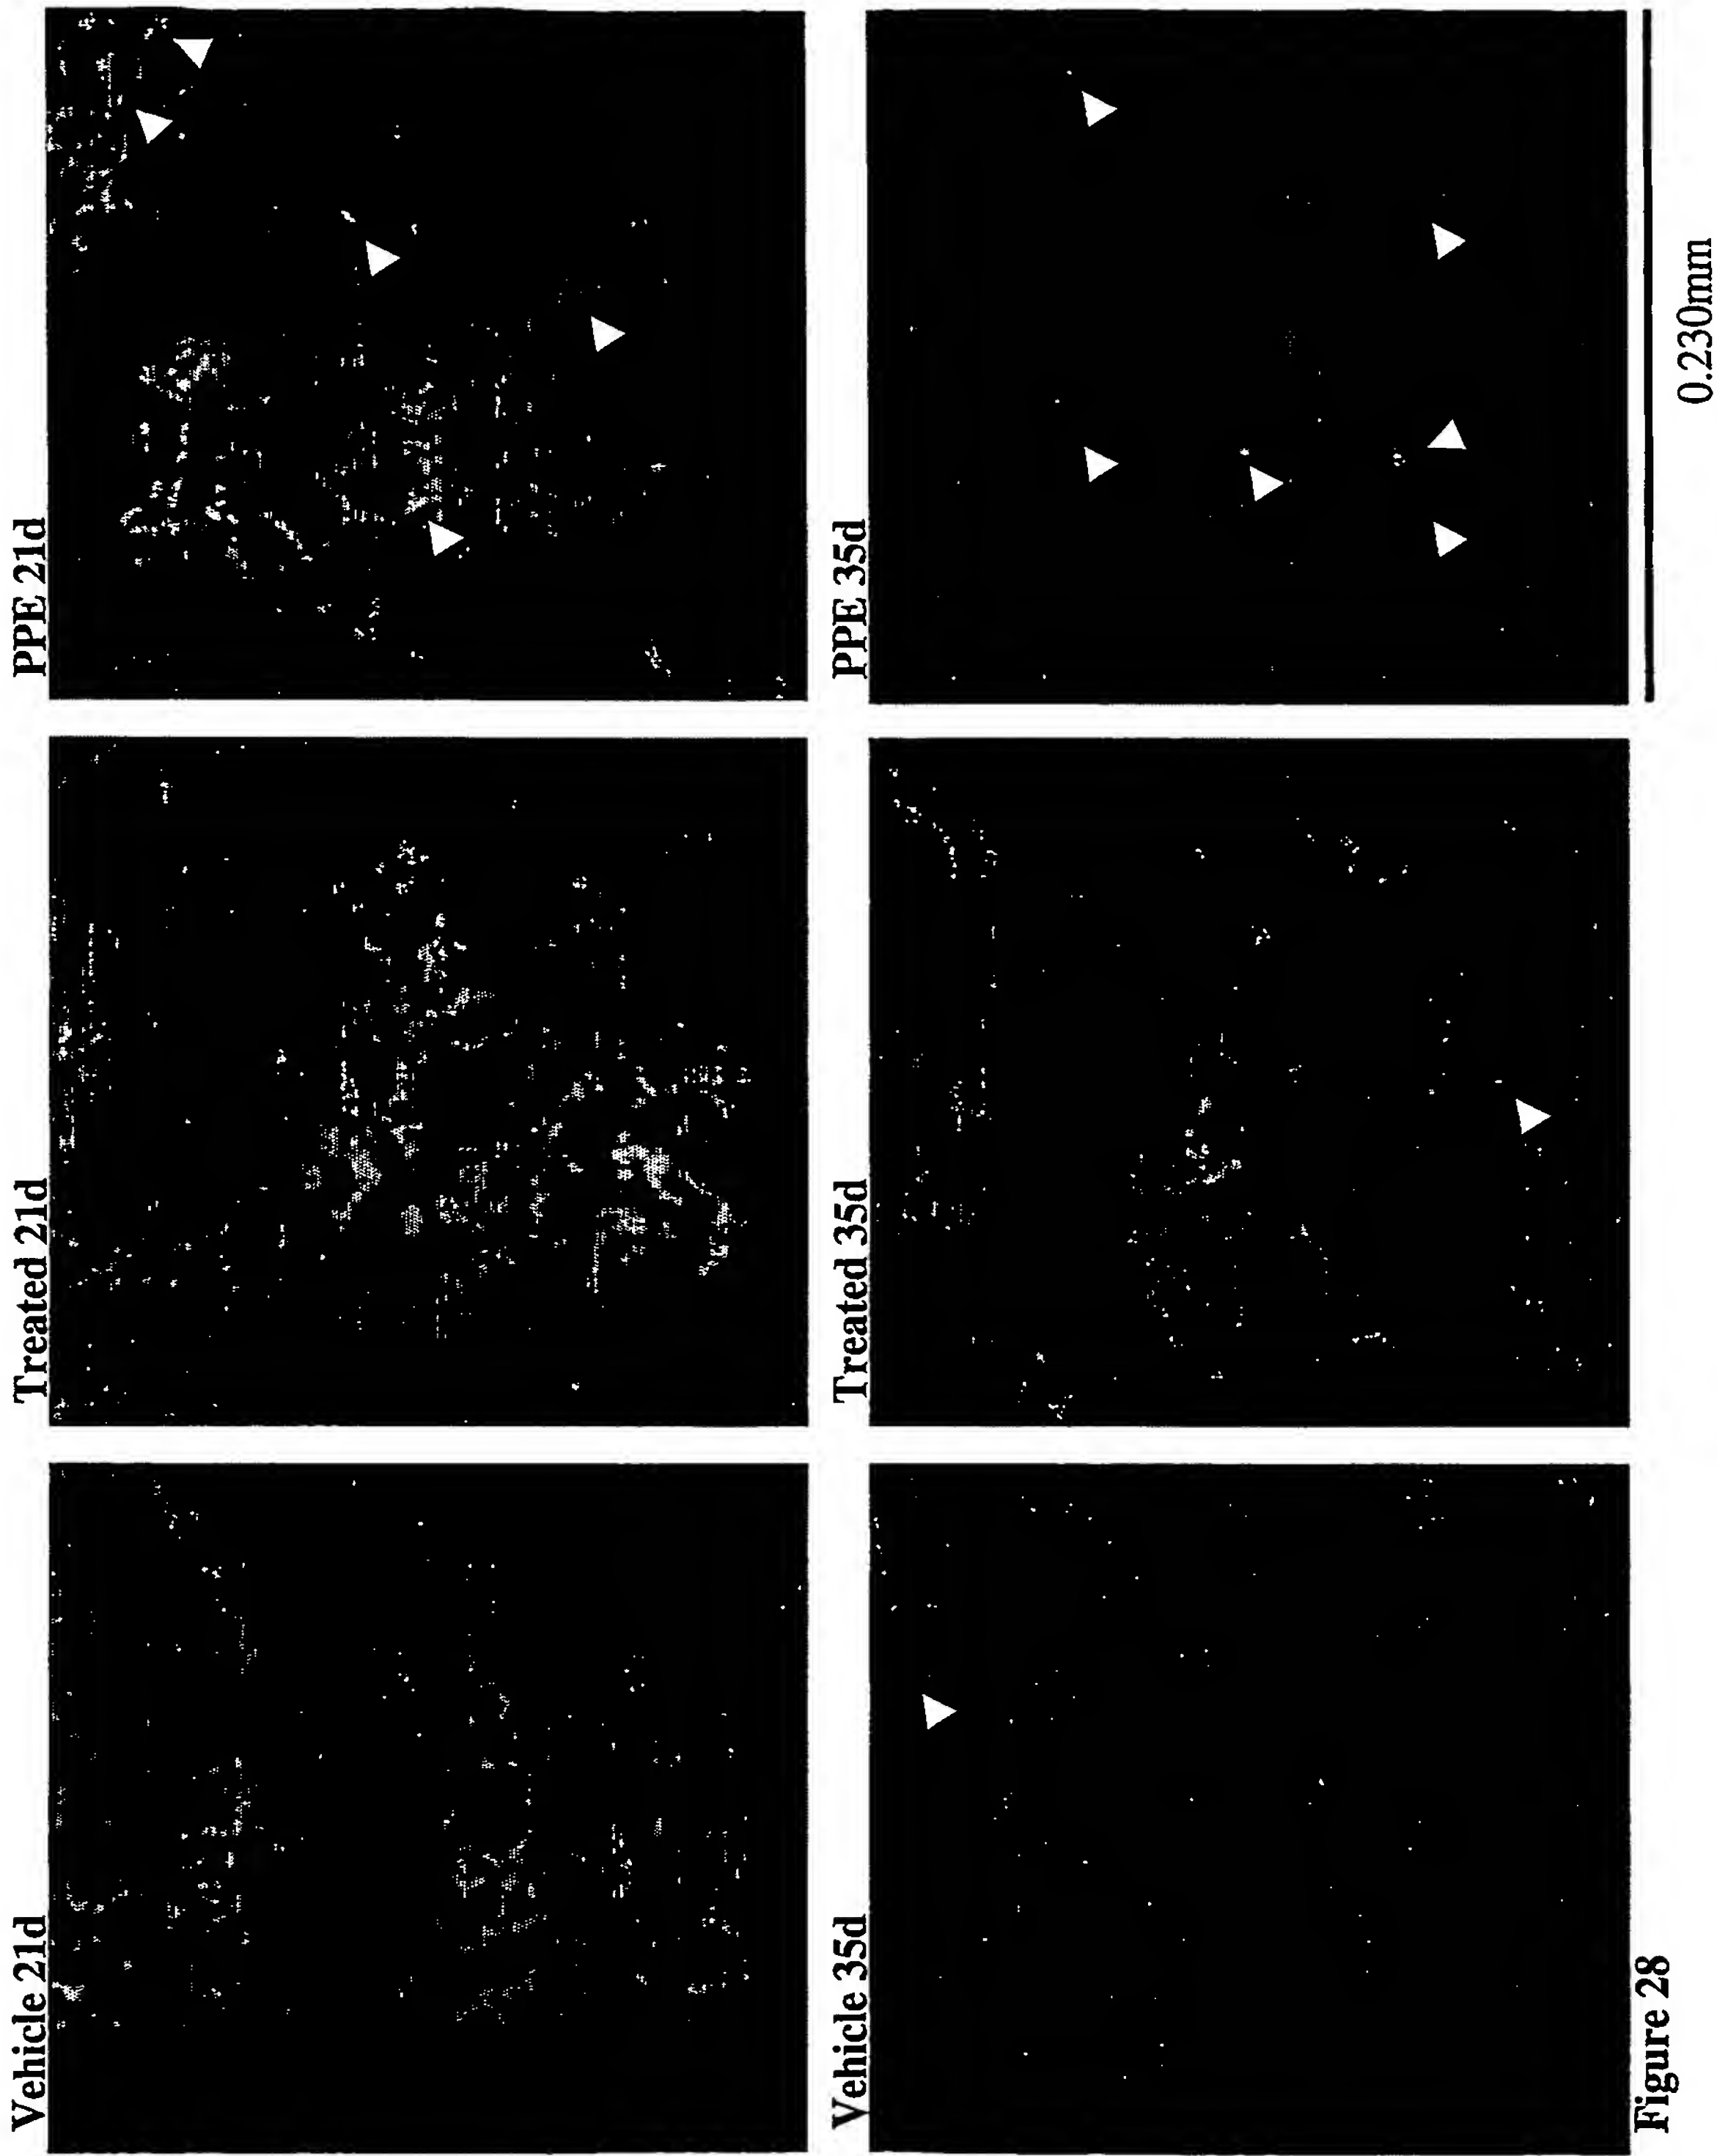 Vehicle 21d
Treated 21d
PPE 21d
Vehicle 35d
Treated 35d
PPE 35d
0.230mm
Figure 28